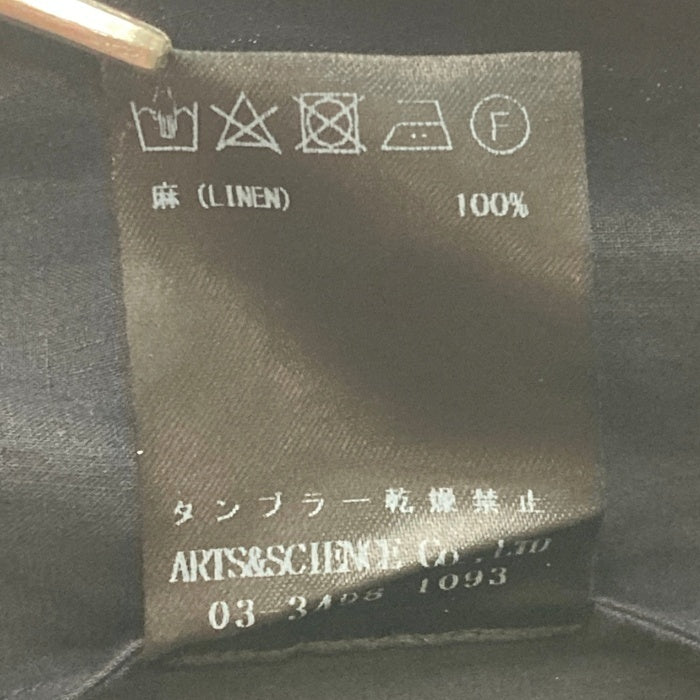 F
麻 (LINEN) 100%
タンブラー乾燥禁止
ARTS&SCIENCE Co.,LTD
03-3498-1093